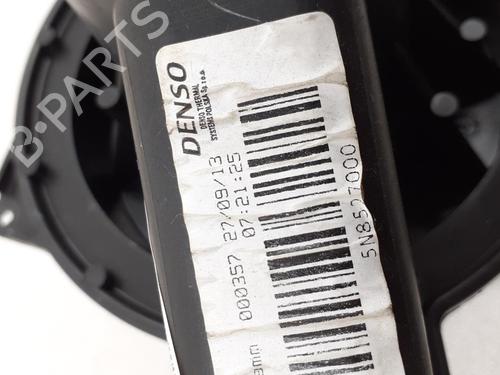 B-PARTS
DENSO
DENSO THERMAL
SYSTEMS POLSKA Sp. z o.o.
000357 27/09/13
07:21:25
5N8527000